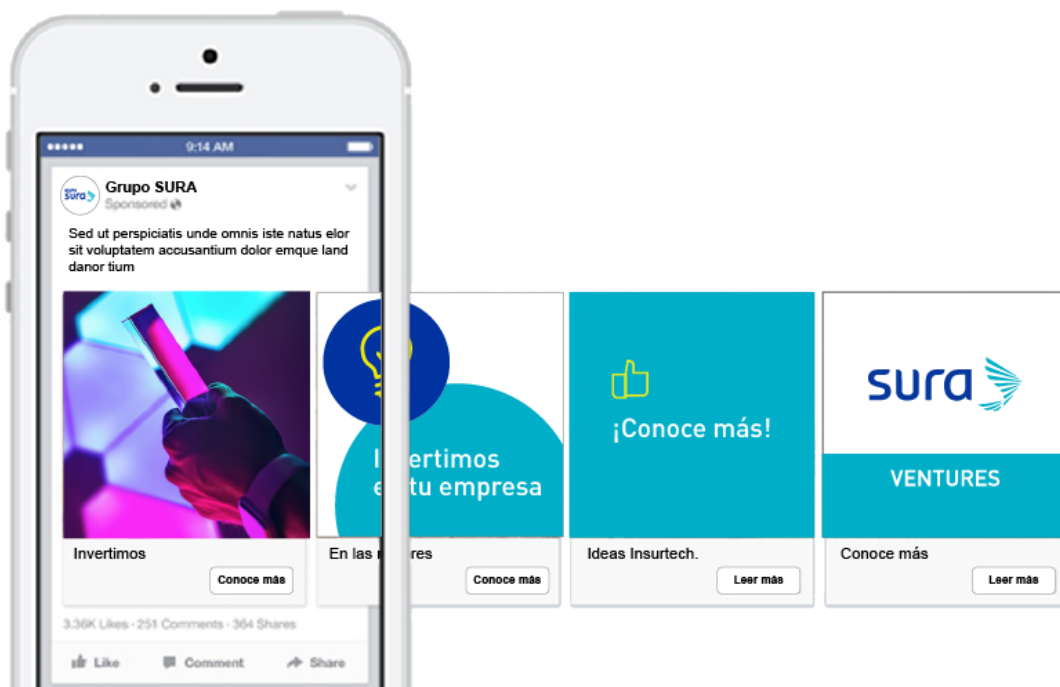 9:14 AM
sura
Grupo SURA
Sponsored
Sed ut perspiciatis unde omnis iste natus elor
sit voluptatem accusantium dolor emque land
danor tium
I ertimos
e tu empresa
¡Conoce más!
sura
VENTURES
Invertimos
Conoce más
En las res
Conoce más
Ideas Insurtech.
Leer más
Conoce más
Leer más
3.36K Likes · 251 Comments · 364 Shares
Like
Comment
Share